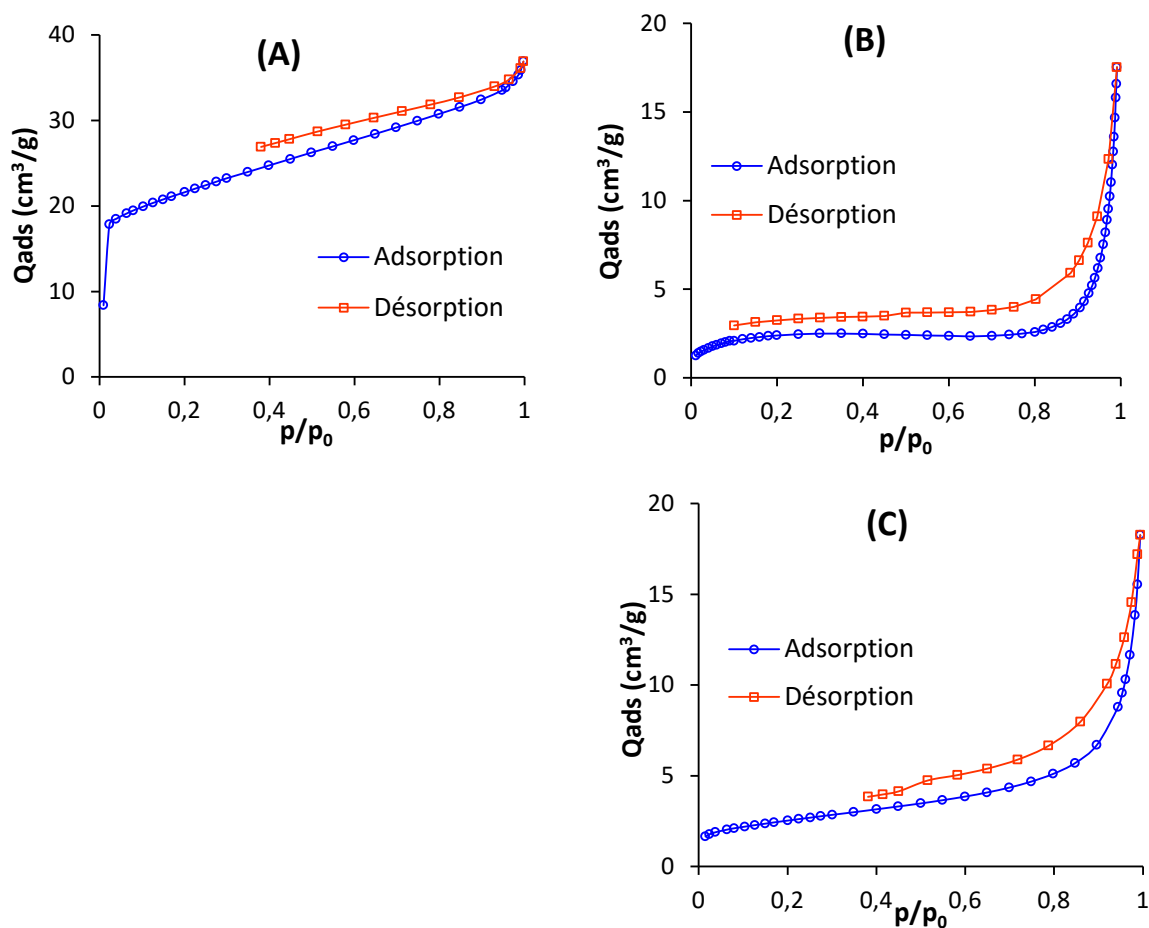 (A)
Qads (cm³/g)
40
30
20
10
0
Adsorption
Désorption
0 0,2 0,4 0,6 0,8 1
p/p₀
(B)
Qads (cm³/g)
20
15
10
5
0
Adsorption
Désorption
0 0,2 0,4 0,6 0,8 1
p/p₀
(C)
Qads (cm³/g)
20
15
10
5
0
Adsorption
Désorption
0 0,2 0,4 0,6 0,8 1
p/p₀